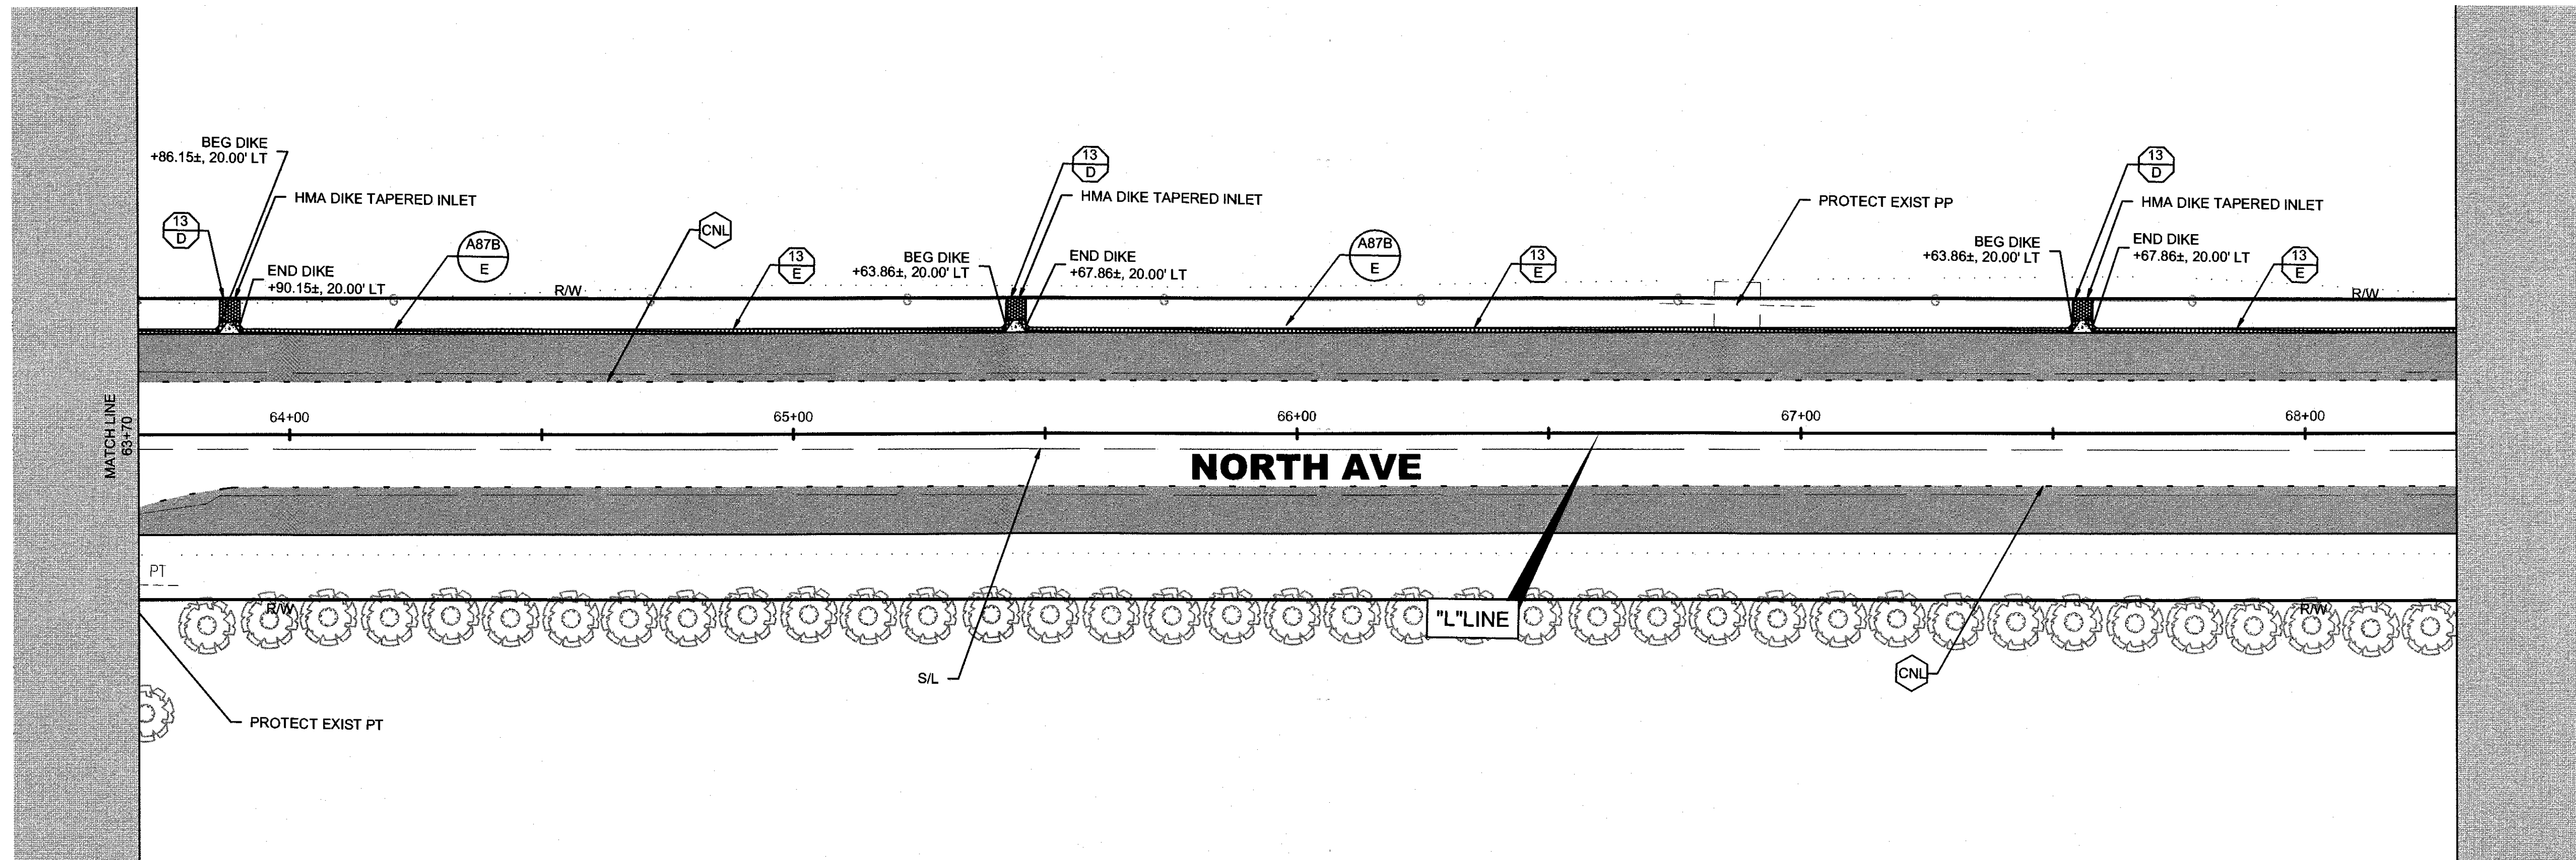 BEG DIKE
+86.15±, 20.00' LT
HMA DIKE TAPERED INLET
13
D
END DIKE
+90.15±, 20.00' LT
A87B
E
R/W
CNL
13
E
BEG DIKE
+63.86±, 20.00' LT
13
D
HMA DIKE TAPERED INLET
END DIKE
+67.86±, 20.00' LT
A87B
E
13
E
PROTECT EXIST PP
BEG DIKE
+63.86±, 20.00' LT
13
D
HMA DIKE TAPERED INLET
END DIKE
+67.86±, 20.00' LT
13
E
R/W
G G G G G G G G
MATCH LINE
63+70
64+00 65+00 66+00 67+00 68+00
NORTH AVE
PT
R/W
"L"LINE
R/W
S/L
CNL
PROTECT EXIST PT